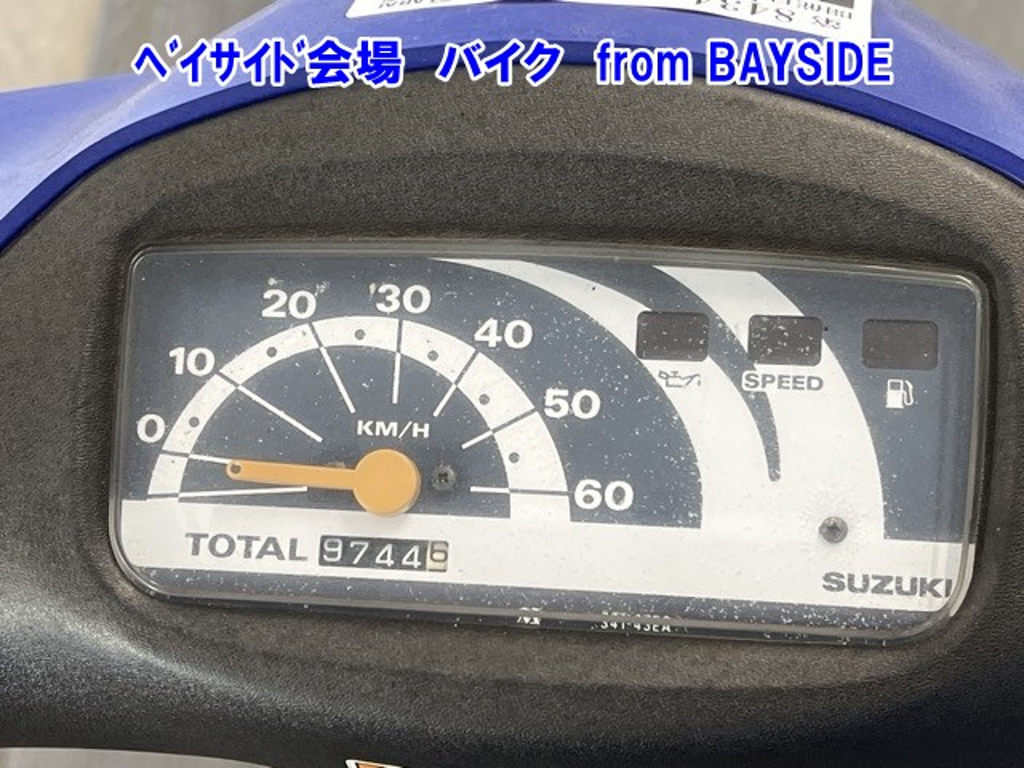 8434
ﾍﾞｲｻｲﾄﾞ会場 バイク from BAYSIDE
0 10 20 30 40 50 60
KM/H
SPEED
TOTAL 97446
SUZUKI